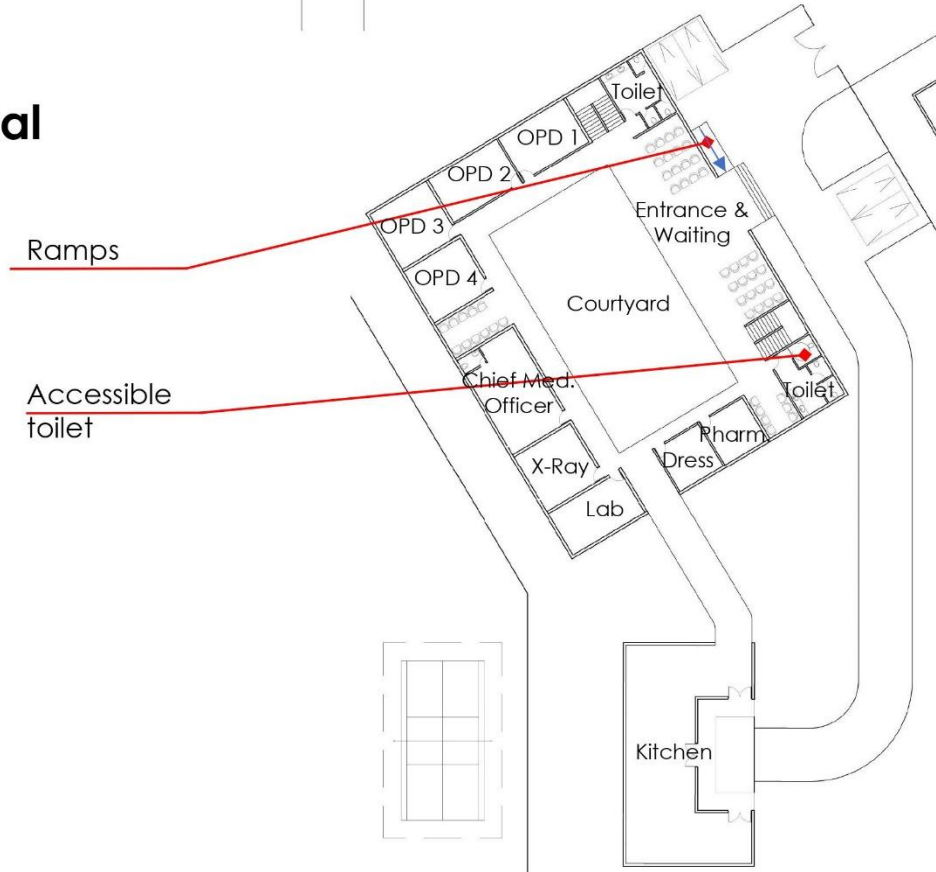 al
Toilet
OPD 1
OPD 2
OPD 3
OPD 4
Entrance &
Waiting
Ramps
Courtyard
Accessible
toilet
Chief Med.
Officer
Toilet
Pharm.
Dress
X-Ray
Lab
Kitchen